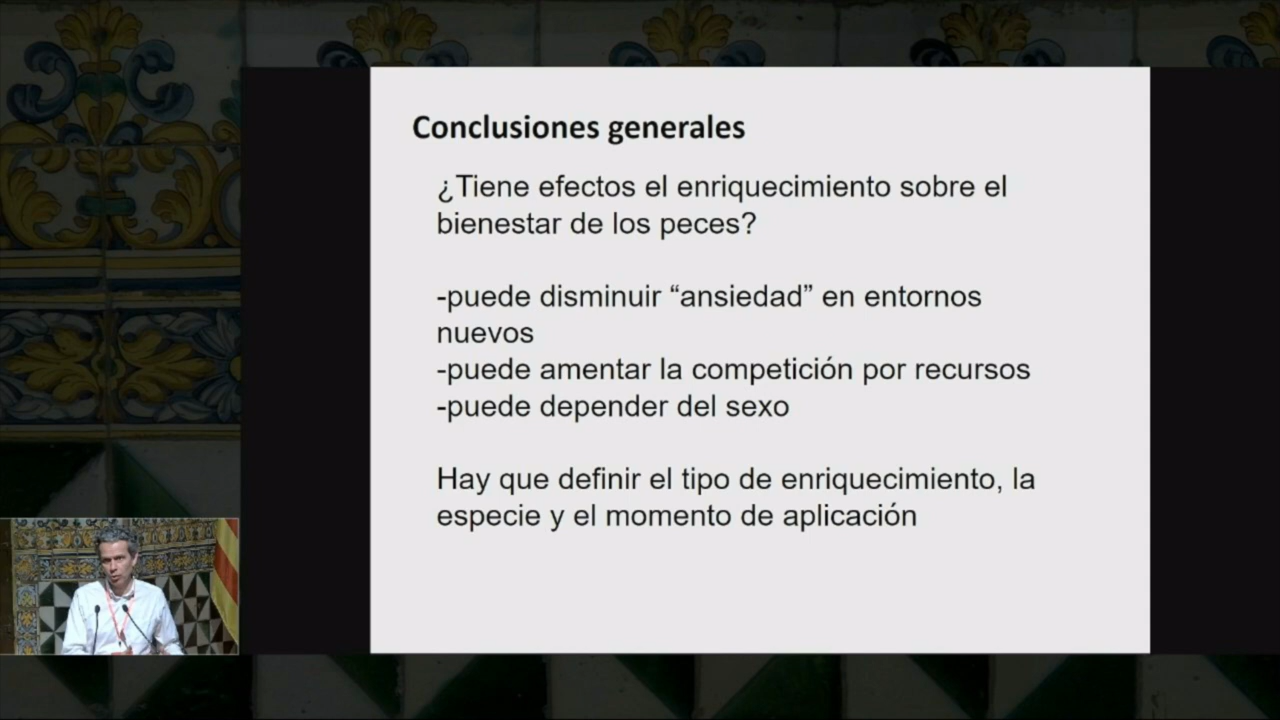 Conclusiones generales
¿Tiene efectos el enriquecimiento sobre el
bienestar de los peces?
-puede disminuir “ansiedad” en entornos
nuevos
-puede amentar la competición por recursos
-puede depender del sexo
Hay que definir el tipo de enriquecimiento, la
especie y el momento de aplicación